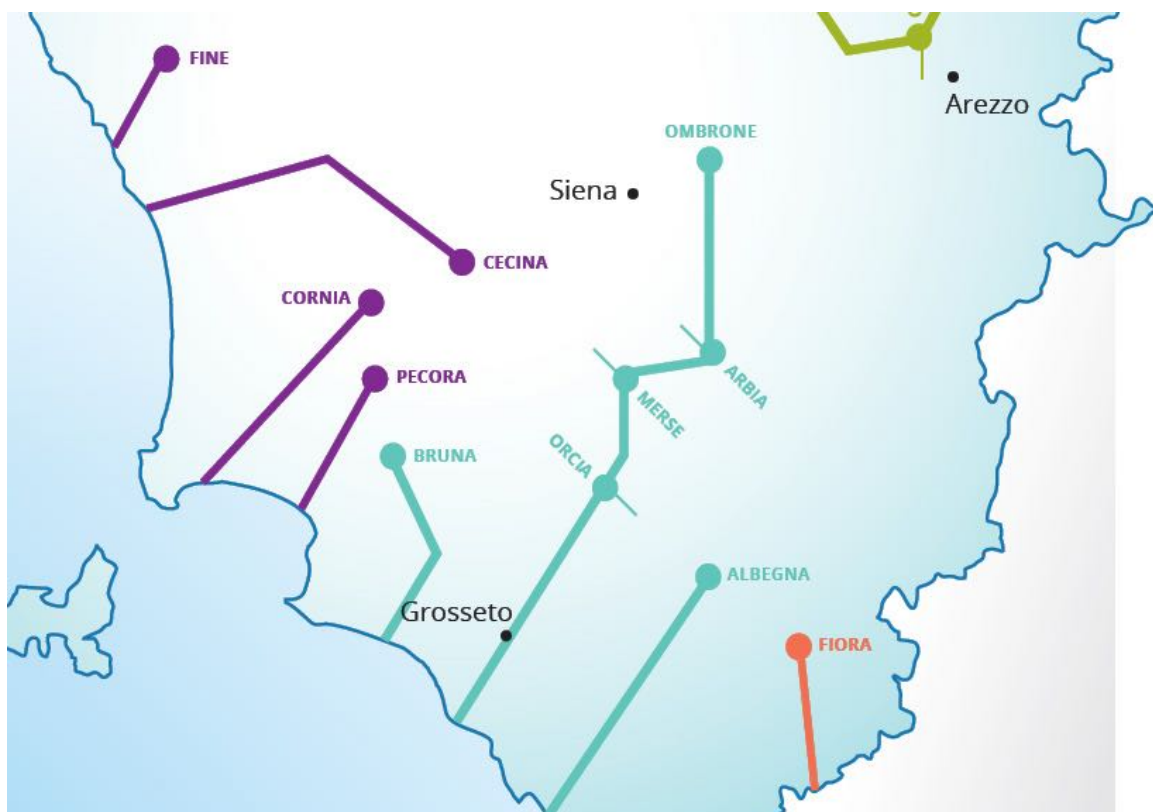 FINE
Arezzo
OMBRONE
Siena
CECINA
CORNIA
PECORA
ARBIA
MERSE
ORCIA
BRUNA
ALBEGNA
Grosseto
FIORA